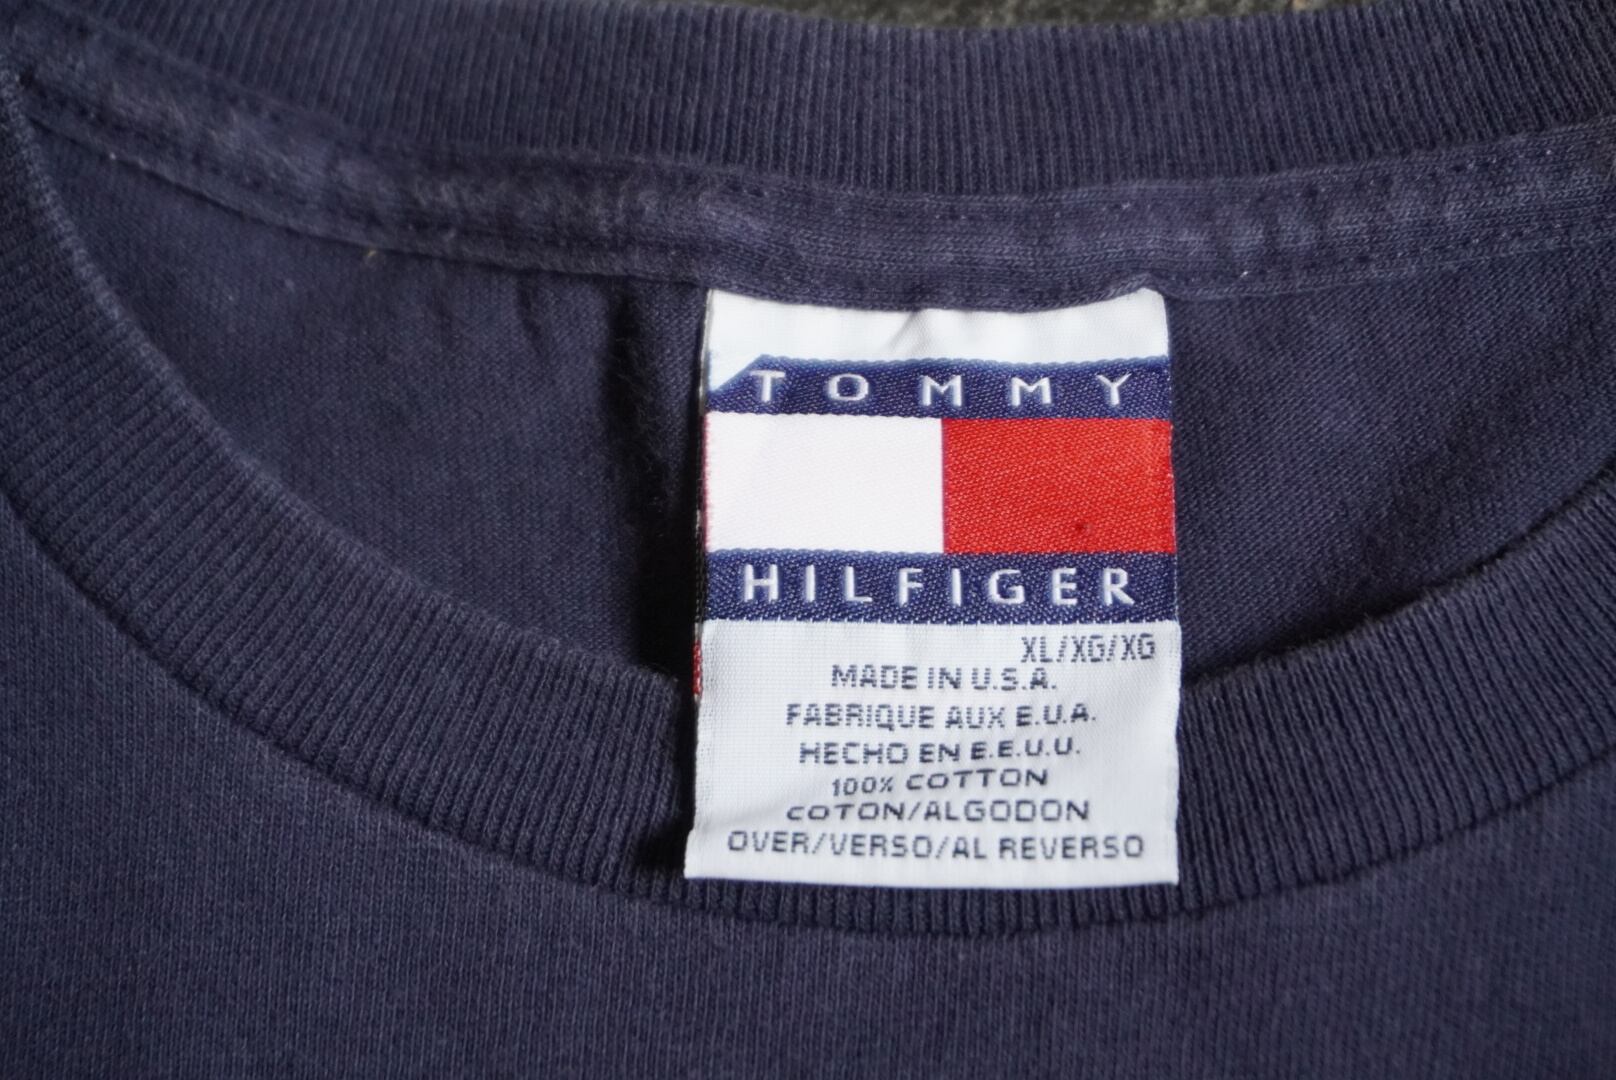 TOMMY
HILFIGER
XL/XG/XG
MADE IN U.S.A.
FABRIQUE AUX E.U.A.
HECHO EN E.E.U.U.
100% COTTON
COTON/ALGODON
OVER/VERSO/AL REVERSO